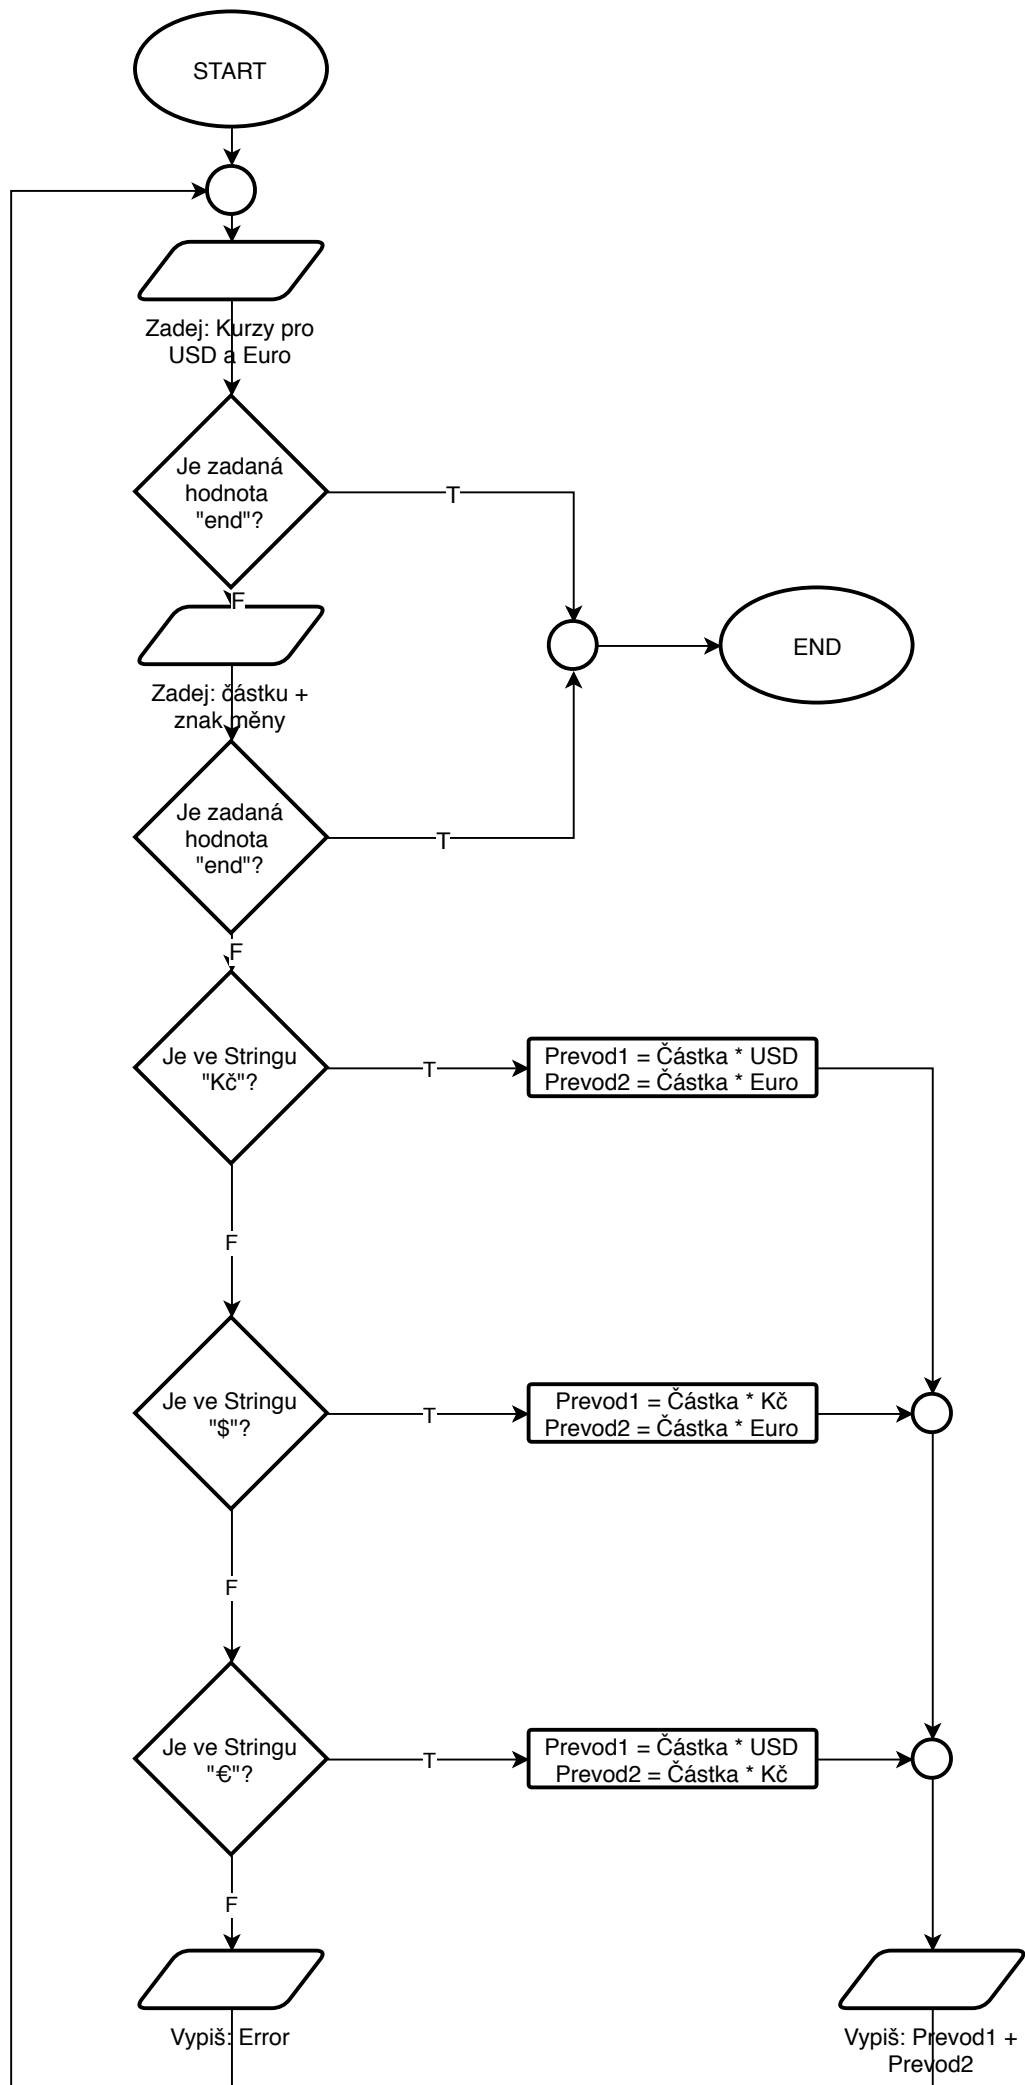 START
Zadej: Kurzy pro
USD a Euro
Je zadaná
hodnota
"end"?
T
F
END
Zadej: částku +
znak měny
Je zadaná
hodnota
"end"?
T
F
Je ve Stringu
"Kč"?
T
Prevod1 = Částka * USD
Prevod2 = Částka * Euro
F
Je ve Stringu
"$"?
T
Prevod1 = Částka * Kč
Prevod2 = Částka * Euro
F
Je ve Stringu
"€"?
T
Prevod1 = Částka * USD
Prevod2 = Částka * Kč
F
Vypiš: Error
Vypiš: Prevod1 +
Prevod2